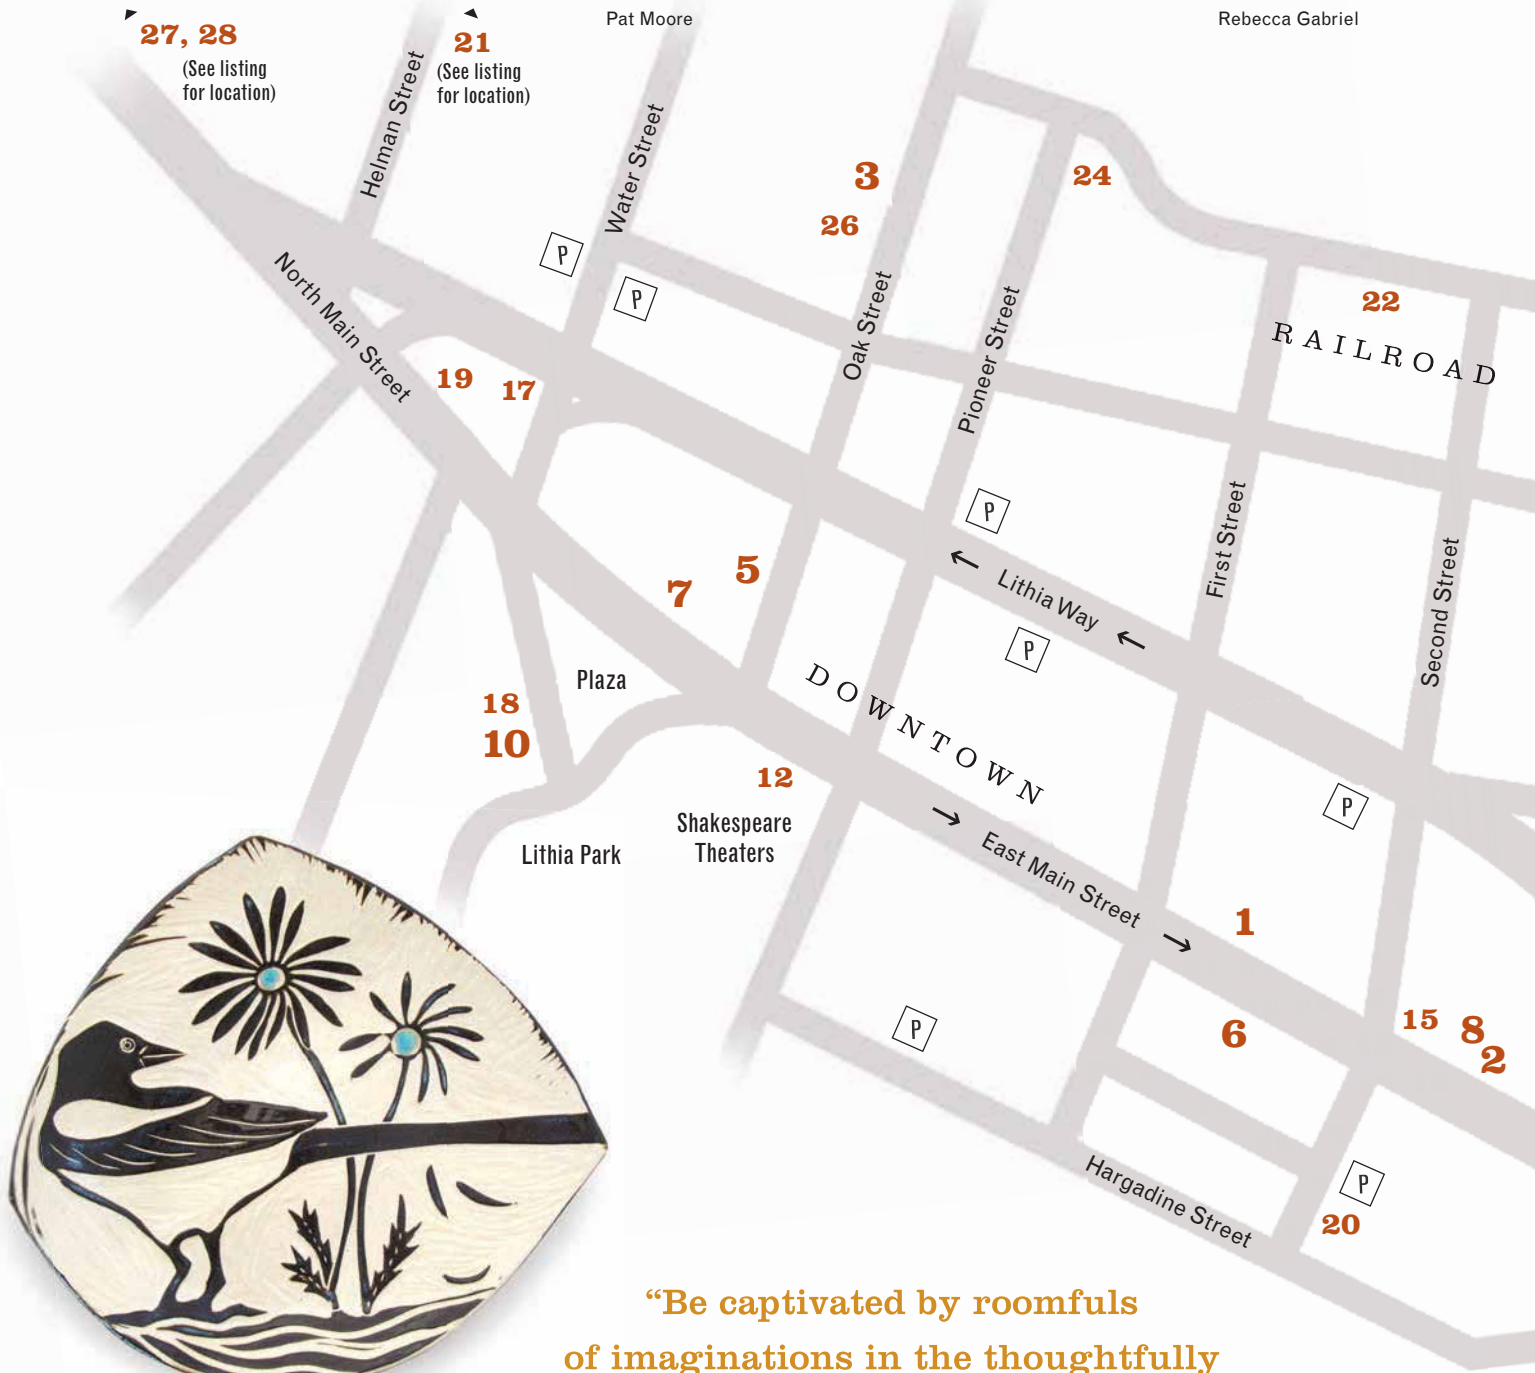 Pat Moore
Rebecca Gabriel
27, 28
(See listing
for location)
21
(See listing
for location)
Helman Street
Water Street
3
26
24
P
P
North Main Street
Oak Street
Pioneer Street
22
RAILROAD
19
17
P
First Street
Second Street
5
7
← Lithia Way ←
P
Plaza
DOWNTOWN
18
10
12
P
Shakespeare
Theaters
Lithia Park
→ East Main Street →
1
P
6
15
8
2
Hargadine Street
P
20
“Be captivated by roomfuls
of imaginations in the thoughtfully